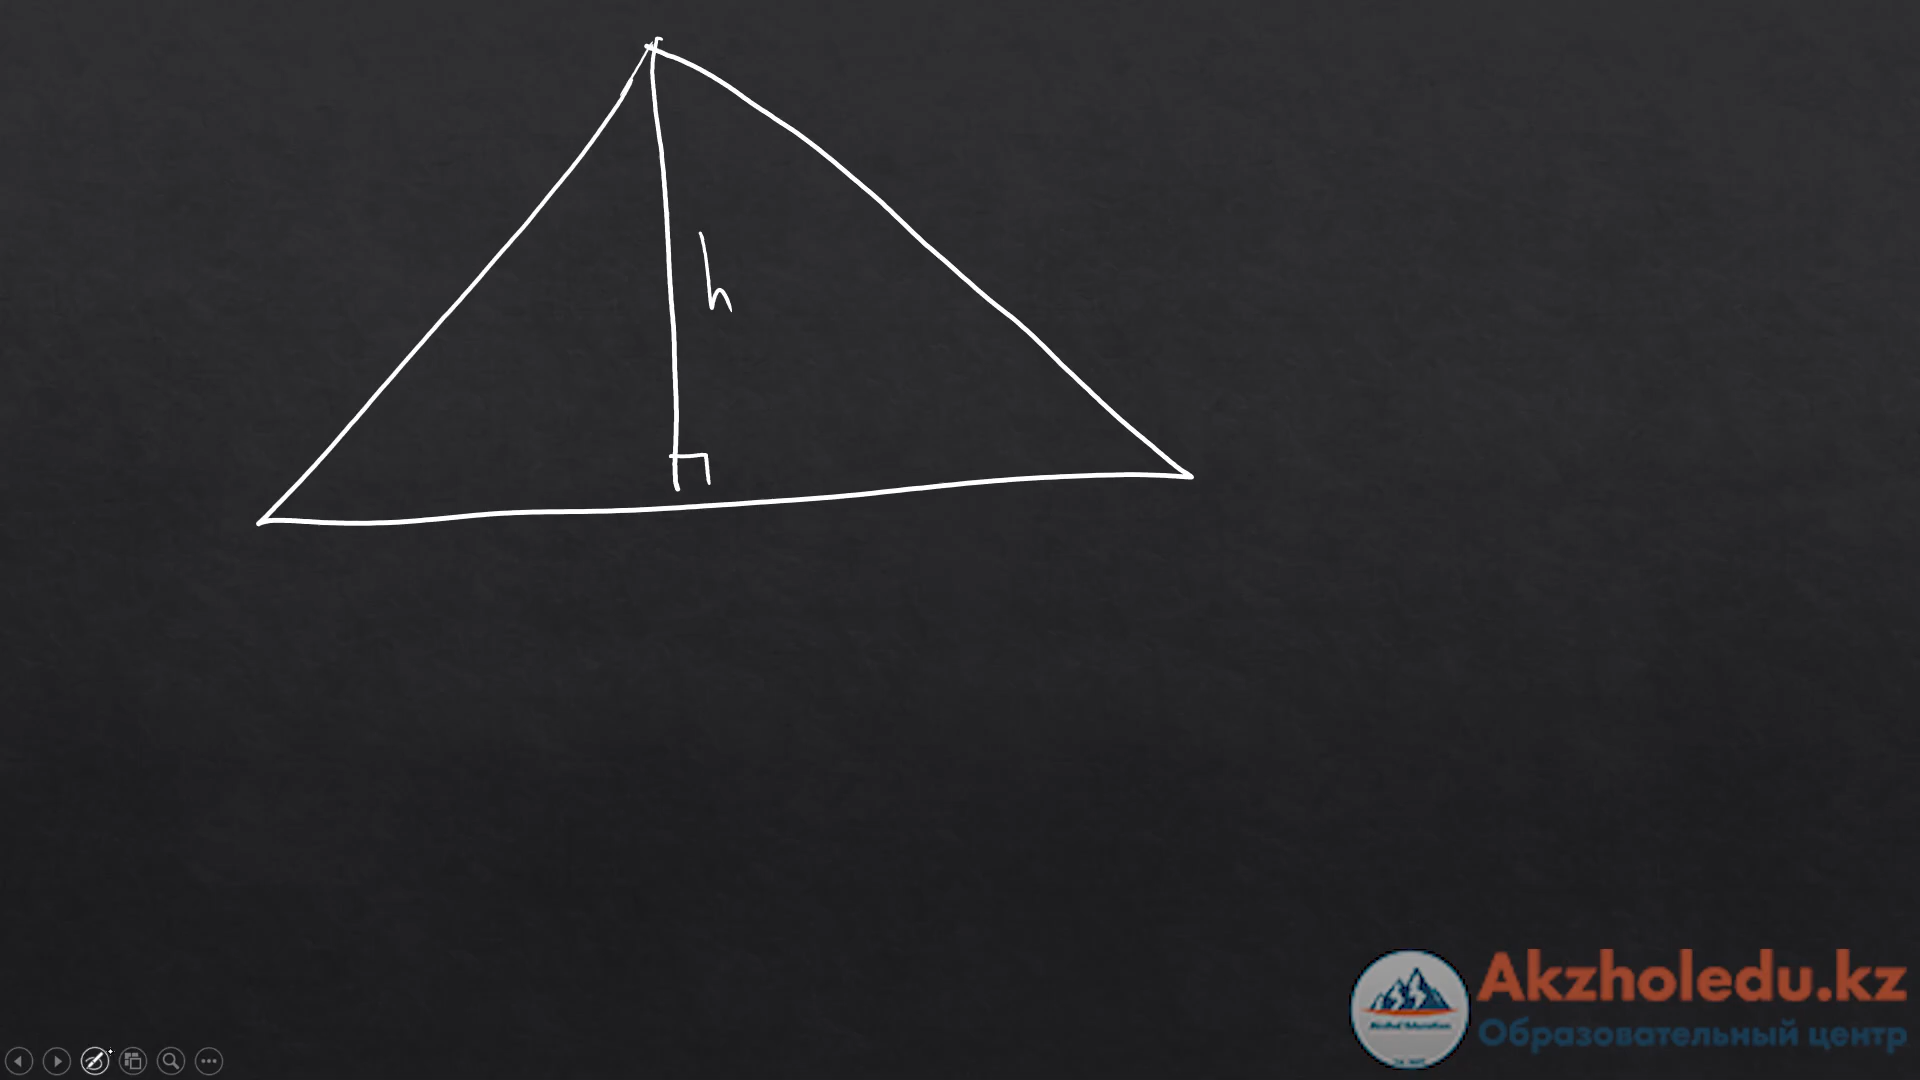 h
Akzholedu.kz
Образовательный центр